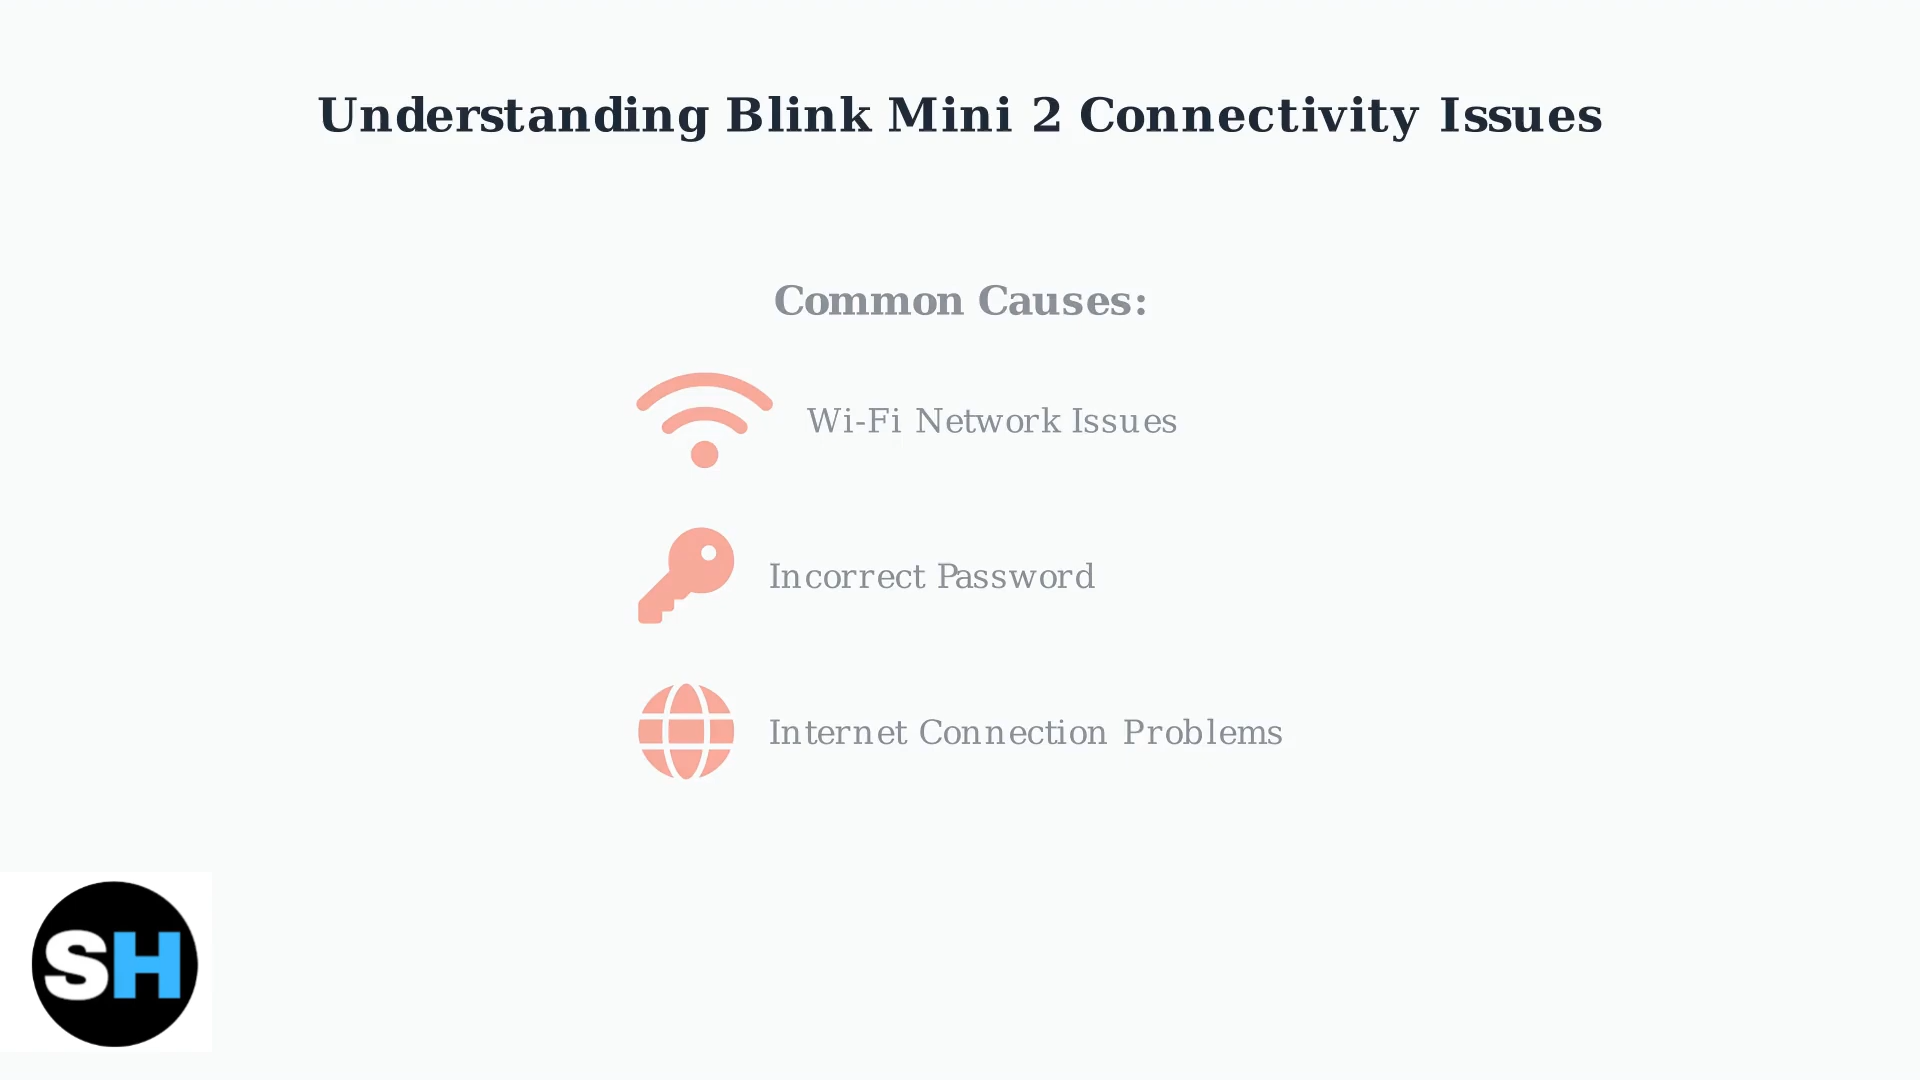 Understanding Blink Mini 2 Connectivity Issues
Common Causes:
Wi-Fi Network Issues
Incorrect Password
Internet Connection Problems
SH